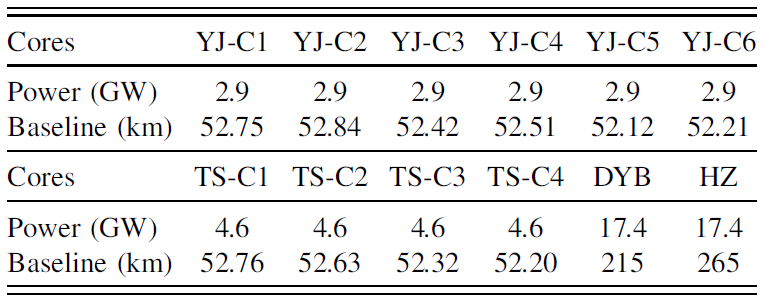 Cores YJ-C1 YJ-C2 YJ-C3 YJ-C4 YJ-C5 YJ-C6
Power (GW) 2.9 2.9 2.9 2.9 2.9 2.9
Baseline (km) 52.75 52.84 52.42 52.51 52.12 52.21
Cores TS-C1 TS-C2 TS-C3 TS-C4 DYB HZ
Power (GW) 4.6 4.6 4.6 4.6 17.4 17.4
Baseline (km) 52.76 52.63 52.32 52.20 215 265